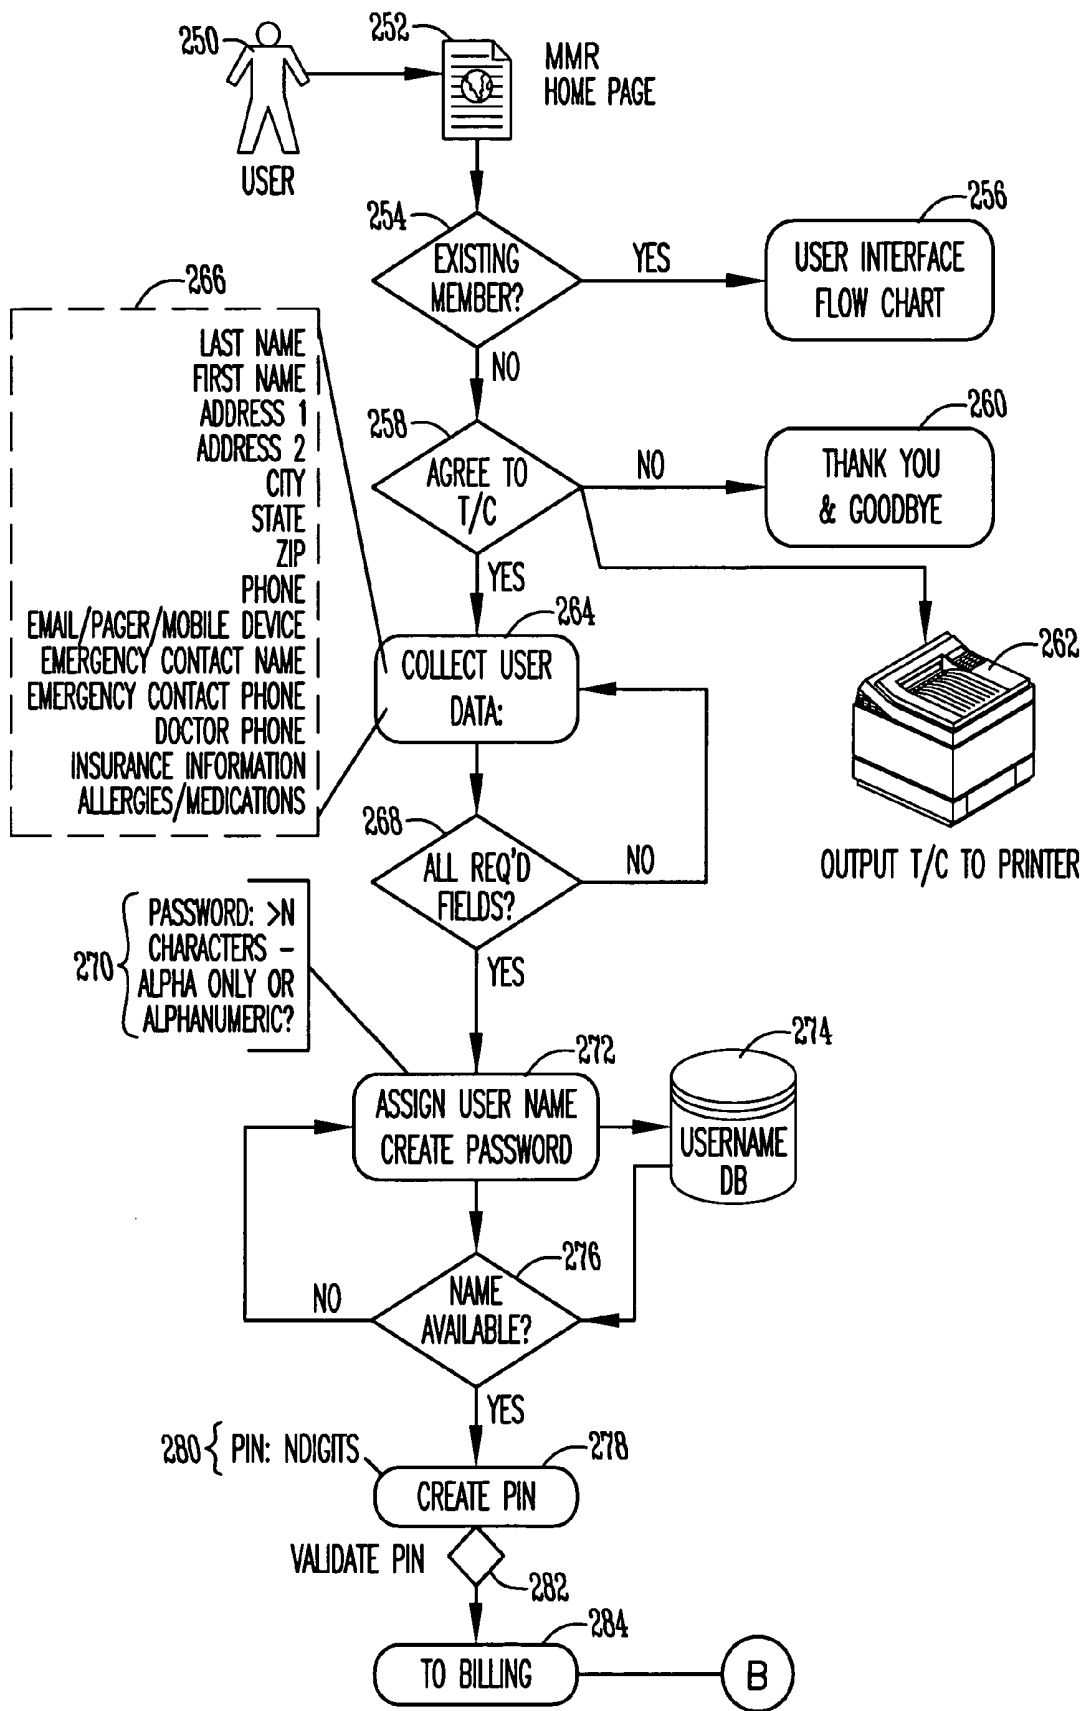 250
252
MMR
HOME PAGE
USER
254
EXISTING
MEMBER?
YES
256
USER INTERFACE
FLOW CHART
NO
266
LAST NAME
FIRST NAME
ADDRESS 1
ADDRESS 2
CITY
STATE
ZIP
PHONE
EMAIL/PAGER/MOBILE DEVICE
EMERGENCY CONTACT NAME
EMERGENCY CONTACT PHONE
DOCTOR PHONE
INSURANCE INFORMATION
ALLERGIES/MEDICATIONS
258
AGREE TO
T/C
NO
260
THANK YOU
& GOODBYE
YES
262
OUTPUT T/C TO PRINTER
264
COLLECT USER
DATA:
268
ALL REQ'D
FIELDS?
NO
YES
270
PASSWORD: >N
CHARACTERS –
ALPHA ONLY OR
ALPHANUMERIC?
272
ASSIGN USER NAME
CREATE PASSWORD
274
USERNAME
DB
276
NAME
AVAILABLE?
NO
YES
280
PIN: NDIGITS
278
CREATE PIN
VALIDATE PIN
282
284
TO BILLING
B